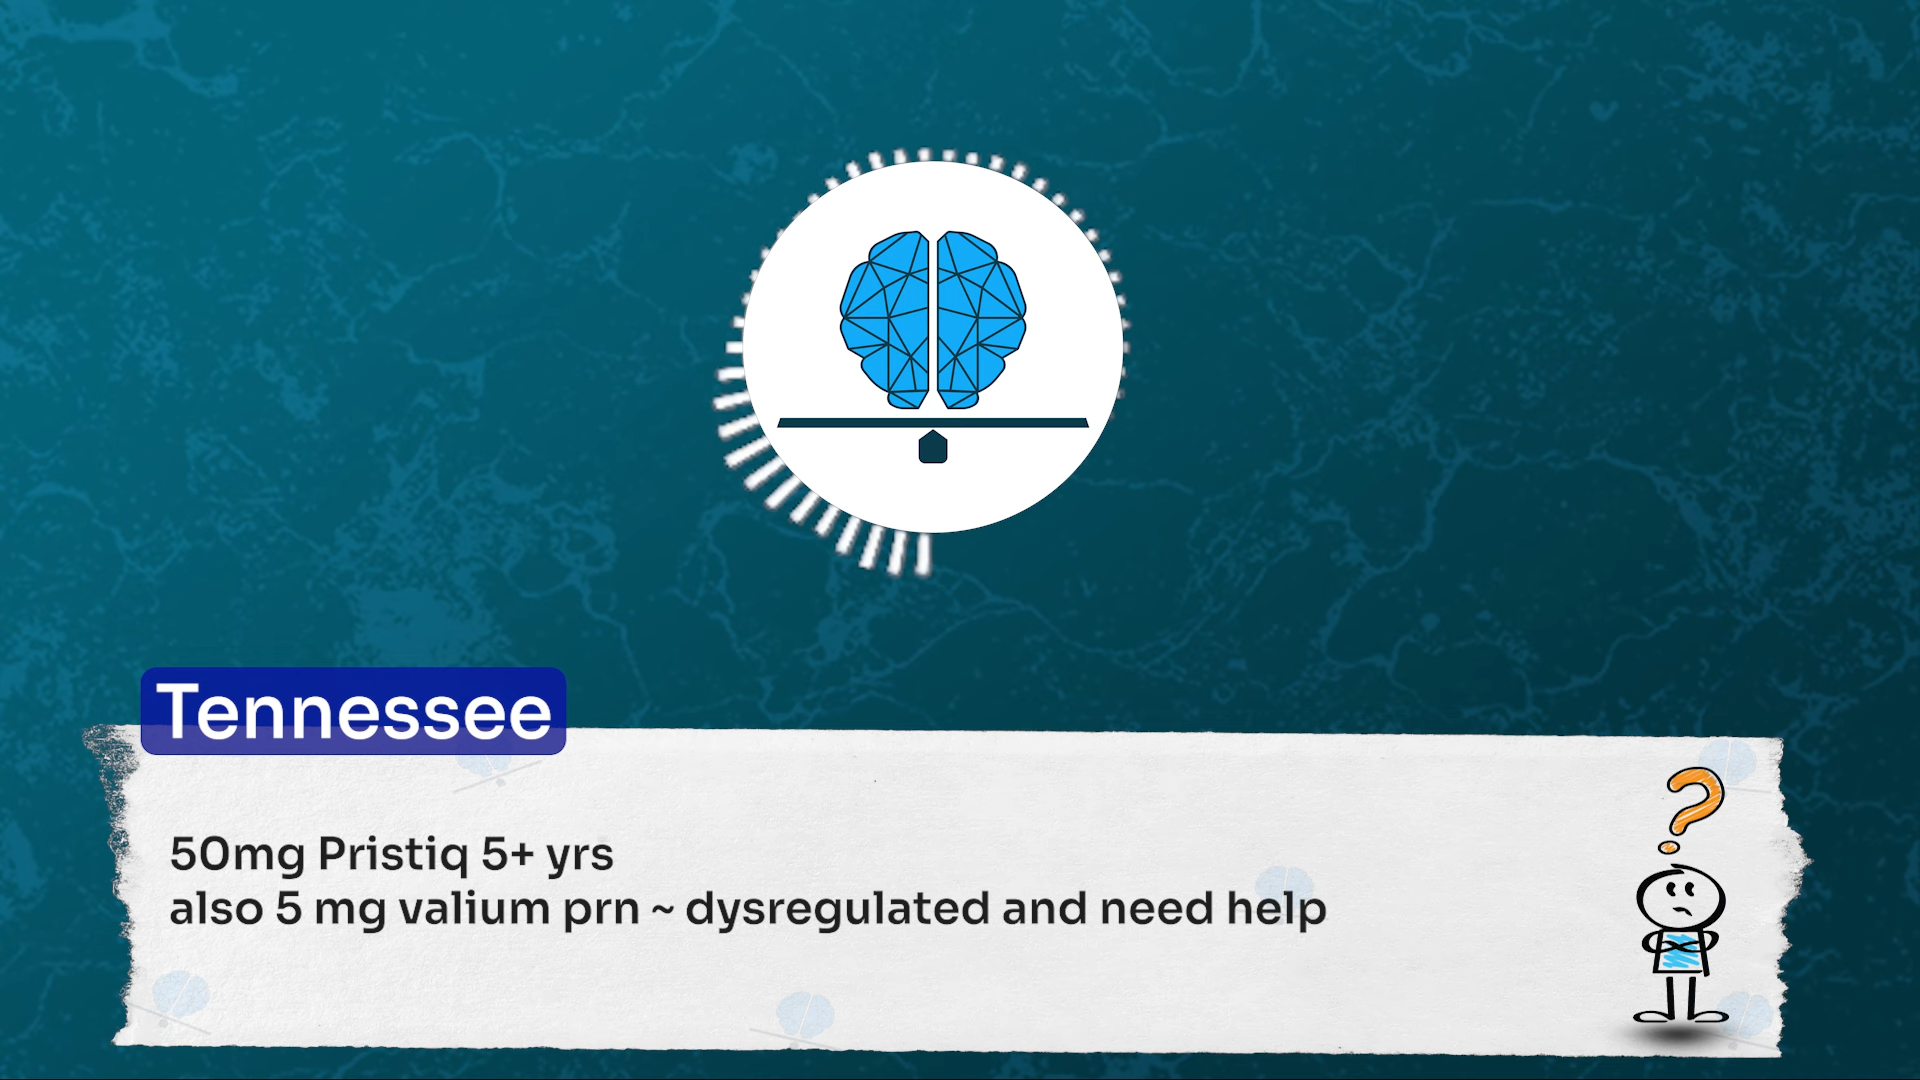 Tennessee
50mg Pristiq 5+ yrs
also 5 mg valium prn ~ dysregulated and need help
?